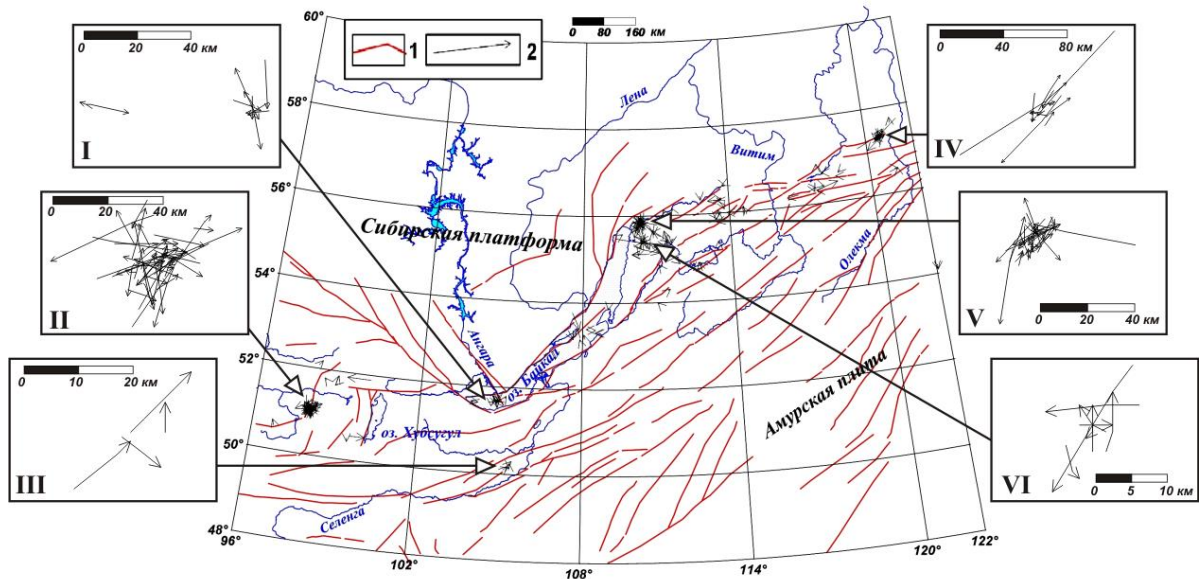 60°
0 80 160 км
1
2
0 20 40 км
I
58°
56°
54°
52°
50°
48°
Лена
Витим
Олекма
Сибирская платформа
Ангара
оз. Байкал
Амурская плита
оз. Хубсугул
Селенга
0 40 80 км
IV
0 20 40 км
II
V
0 20 40 км
0 10 20 км
III
VI
0 5 10 км
96°
102°
108°
114°
120°
122°